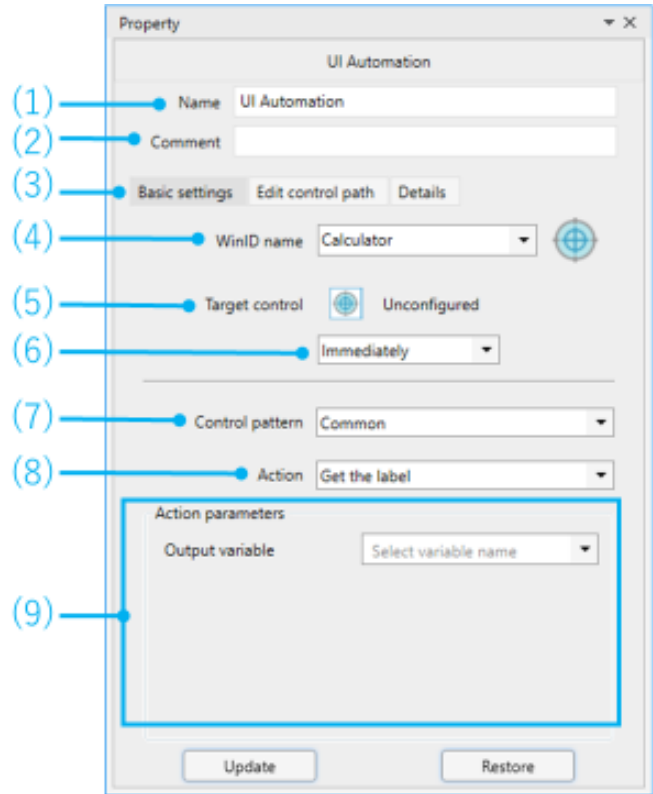 Property
UI Automation
(1) Name UI Automation
(2) Comment
(3) Basic settings Edit control path Details
(4) WinID name Calculator
(5) Target control Unconfigured
(6) Immediately
(7) Control pattern Common
(8) Action Get the label
Action parameters
Output variable Select variable name
(9)
Update Restore